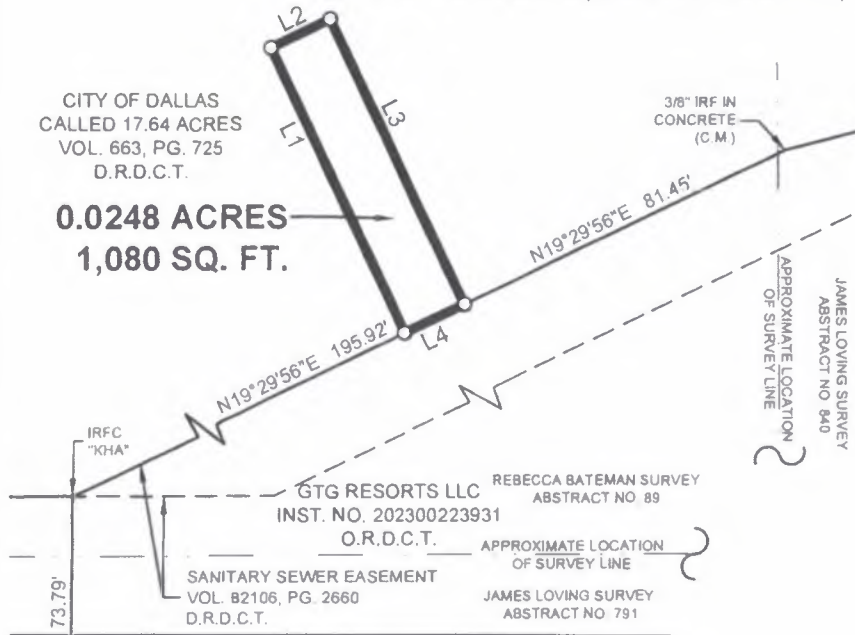 L2
L1
L3
CITY OF DALLAS
CALLED 17.64 ACRES
VOL. 663, PG. 725
D.R.D.C.T.
0.0248 ACRES
1,080 SQ. FT.
3/8" IRF IN
CONCRETE
(C.M.)
N19°29'56"E 81.45'
N19°29'56"E 195.92'
L4
APPROXIMATE LOCATION
OF SURVEY LINE
JAMES LOVING SURVEY
ABSTRACT NO 840
IRFC
"KHA"
GTG RESORTS LLC
INST. NO. 202300223931
O.R.D.C.T.
REBECCA BATEMAN SURVEY
ABSTRACT NO. 89
APPROXIMATE LOCATION
OF SURVEY LINE
SANITARY SEWER EASEMENT
VOL. 82106, PG. 2660
D.R.D.C.T.
JAMES LOVING SURVEY
ABSTRACT NO 791
73.79'